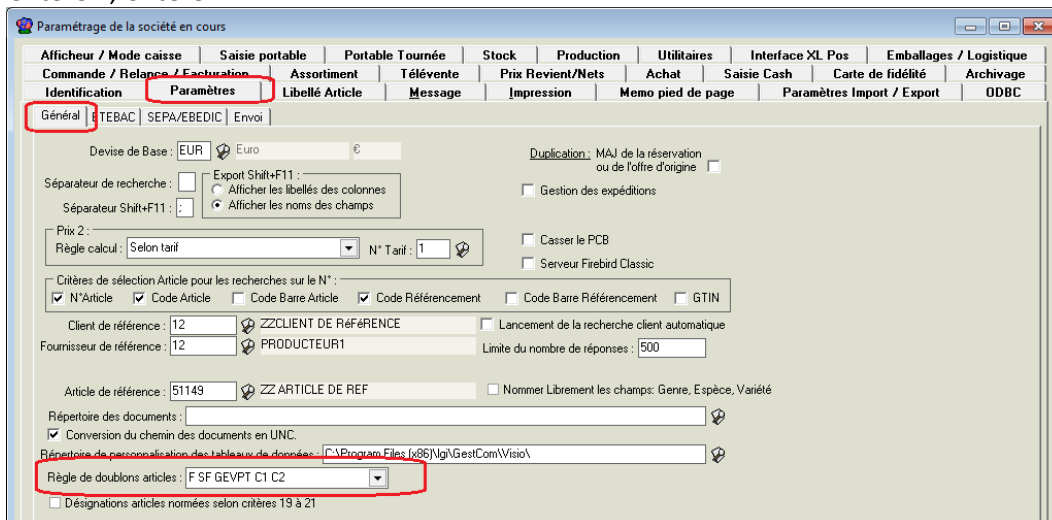 Paramétrage de la société en cours
Afficheur / Mode caisse Saisie portable Portable Tournée Stock Production Utilitaires Interface XL Pos Emballages / Logistique
Commande / Relance / Facturation Assortiment Télévente Prix Revient/Nets Achat Saisie Cash Carte de fidélité Archivage
Identification Paramètres Libellé Article Message Impression Memo pied de page Paramètres Import / Export ODBC
Général ETEBAC SEPA/EBEDIC Envoi
Devise de Base : EUR Euro € Duplication : MAJ de la réservation
ou de l'offre d'origine
Séparateur de recherche : Export Shift+F11 :
Afficher les libellés des colonnes Gestion des expéditions
Séparateur Shift+F11 : ; Afficher les noms des champs
Prix 2 :
Règle calcul : Selon tarif N° Tarif : 1 Casser le PCB
Serveur Firebird Classic
Critères de sélection Article pour les recherches sur le N° :
N°Article Code Article Code Barre Article Code Référencement Code Barre Référencement GTIN
Client de référence : 12 ZZCLIENT DE RéFéRENCE Lancement de la recherche client automatique
Fournisseur de référence : 12 PRODUCTEUR1 Limite du nombre de réponses : 500
Article de référence : 51149 ZZ ARTICLE DE REF Nommer Librement les champs: Genre, Espèce, Variété
Répertoire des documents :
Conversion du chemin des documents en UNC.
Répertoire de personnalisation des tableaux de données : C:\Program Files (x86)\lgi\GestCom\Visio\
Règle de doublons articles : F SF GEVPT C1 C2
Désignations articles normées selon critères 19 à 21